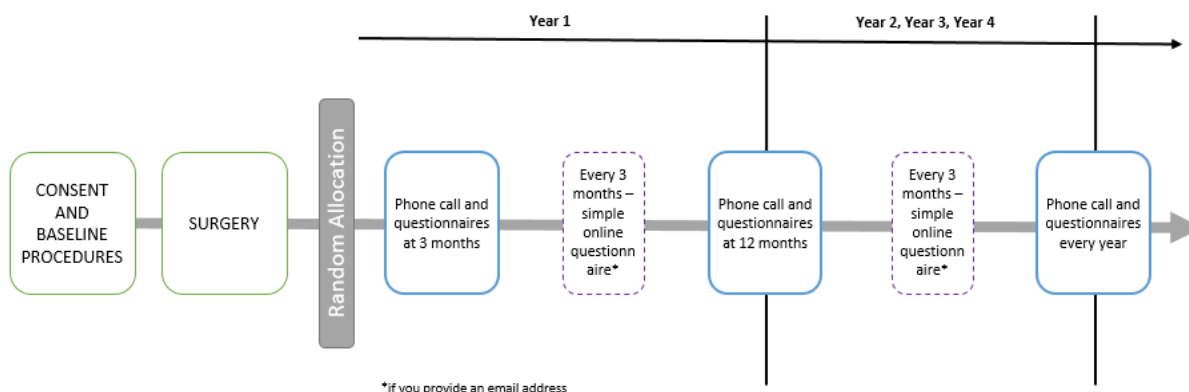 Year 1
Year 2, Year 3, Year 4
CONSENT
AND
BASELINE
PROCEDURES
SURGERY
Random Allocation
Phone call and
questionnaires
at 3 months
Every 3
months –
simple
online
questionn
aire*
Phone call and
questionnaires
at 12 months
Every 3
months –
simple
online
questionn
aire*
Phone call and
questionnaires
every year
*if you provide an email address